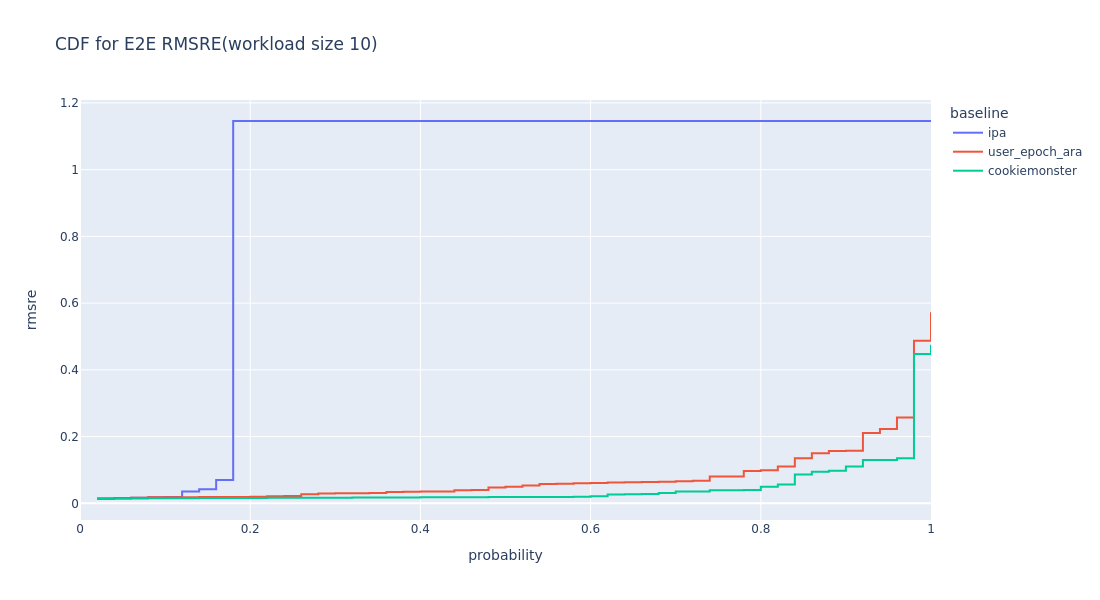 CDF for E2E RMSRE(workload size 10)
baseline
ipa
user_epoch_ara
cookiemonster
rmsre
1.2
1
0.8
0.6
0.4
0.2
0
0 0.2 0.4 0.6 0.8 1
probability